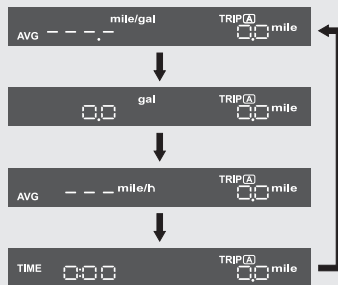 mile/gal TRIP A
AVG - - - . - 0.0 mile
gal TRIP A
0.0 0.0 mile
TRIP A
AVG - - - mile/h 0.0 mile
TRIP A
TIME 0:00 0.0 mile